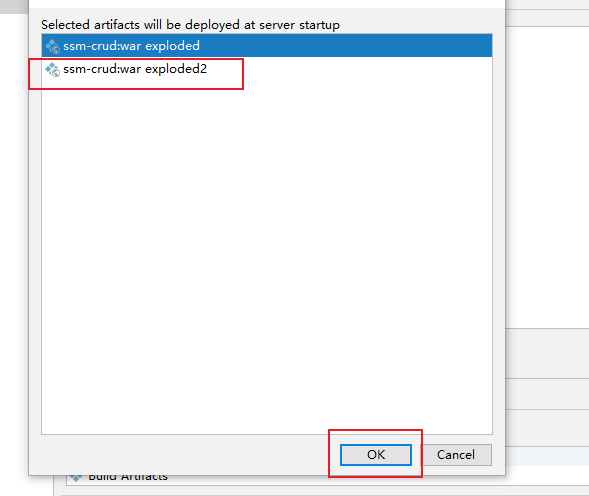 Selected artifacts will be deployed at server startup
ssm-crud:war exploded
ssm-crud:war exploded2
OK
Cancel
Build Artifacts